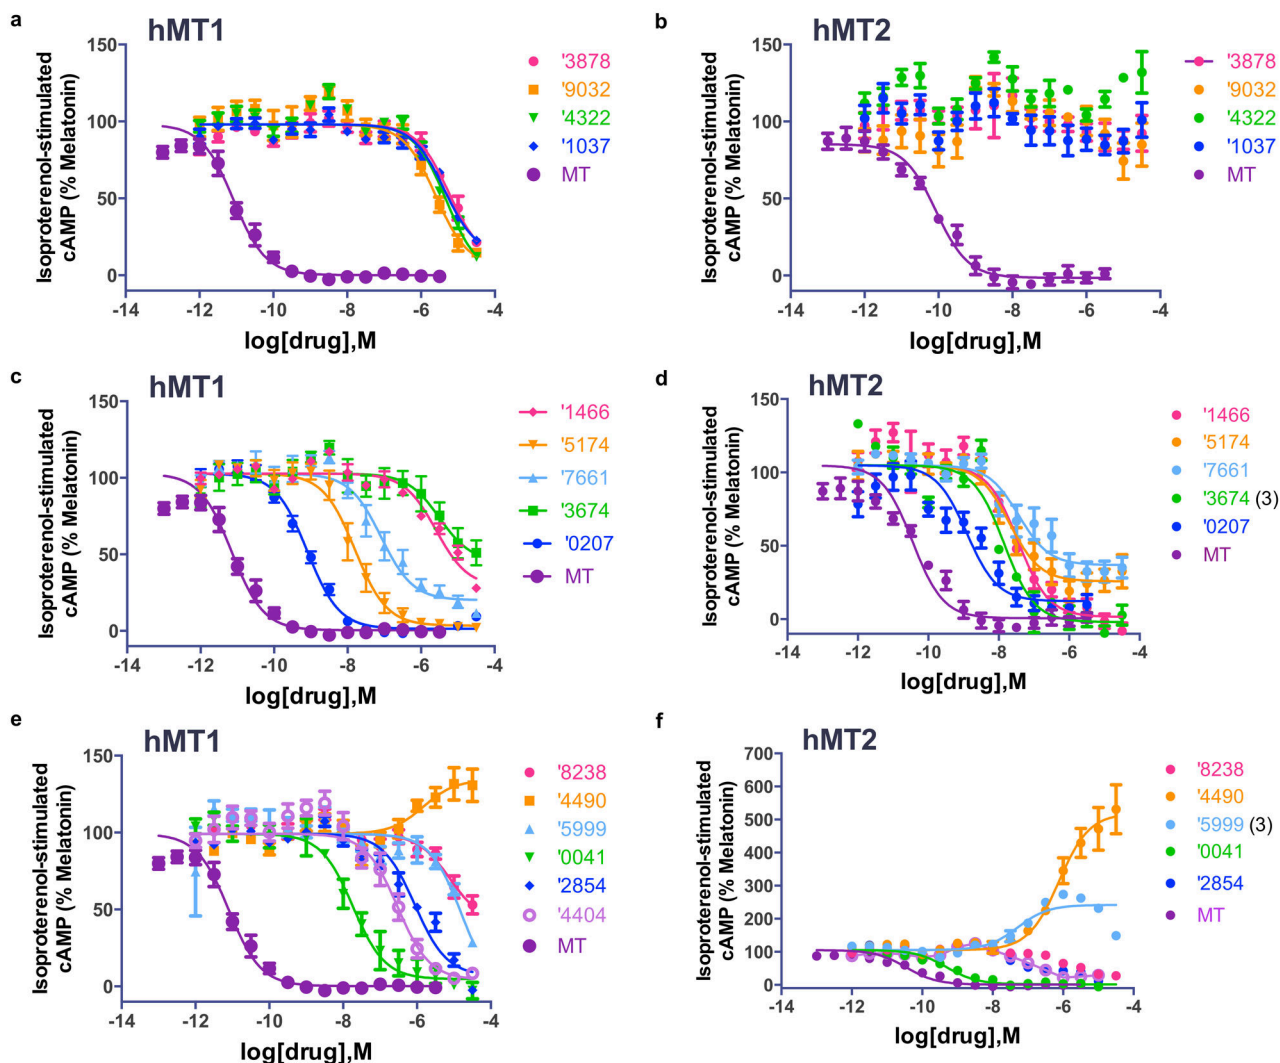 a
hMT1
Isoproterenol-stimulated
cAMP (% Melatonin)
150
100
50
0
-14
-12
-10
-8
-6
-4
log[drug],M
'3878
'9032
'4322
'1037
MT
b
hMT2
Isoproterenol-stimulated
cAMP (% Melatonin)
150
100
50
0
-14
-12
-10
-8
-6
-4
log[drug],M
'3878
'9032
'4322
'1037
MT
c
hMT1
Isoproterenol-stimulated
cAMP (% Melatonin)
150
100
50
0
-14
-12
-10
-8
-6
-4
log[drug],M
'1466
'5174
'7661
'3674
'0207
MT
d
hMT2
Isoproterenol-stimulated
cAMP (% Melatonin)
150
100
50
0
-14
-12
-10
-8
-6
-4
log[drug],M
'1466
'5174
'7661
'3674 (3)
'0207
MT
e
hMT1
Isoproterenol-stimulated
cAMP (% Melatonin)
150
100
50
0
-14
-12
-10
-8
-6
-4
log[drug],M
'8238
'4490
'5999
'0041
'2854
'4404
MT
f
hMT2
Isoproterenol-stimulated
cAMP (% Melatonin)
700
600
500
400
300
200
100
0
-14
-12
-10
-8
-6
-4
log[drug],M
'8238
'4490
'5999 (3)
'0041
'2854
MT